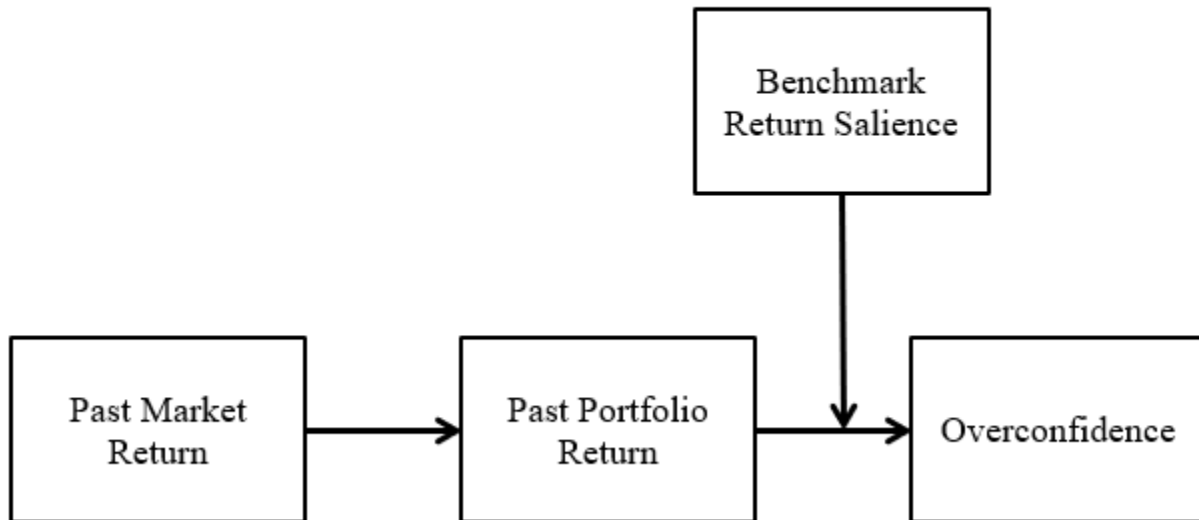 Benchmark
Return Salience
Past Market
Return
Past Portfolio
Return
Overconfidence